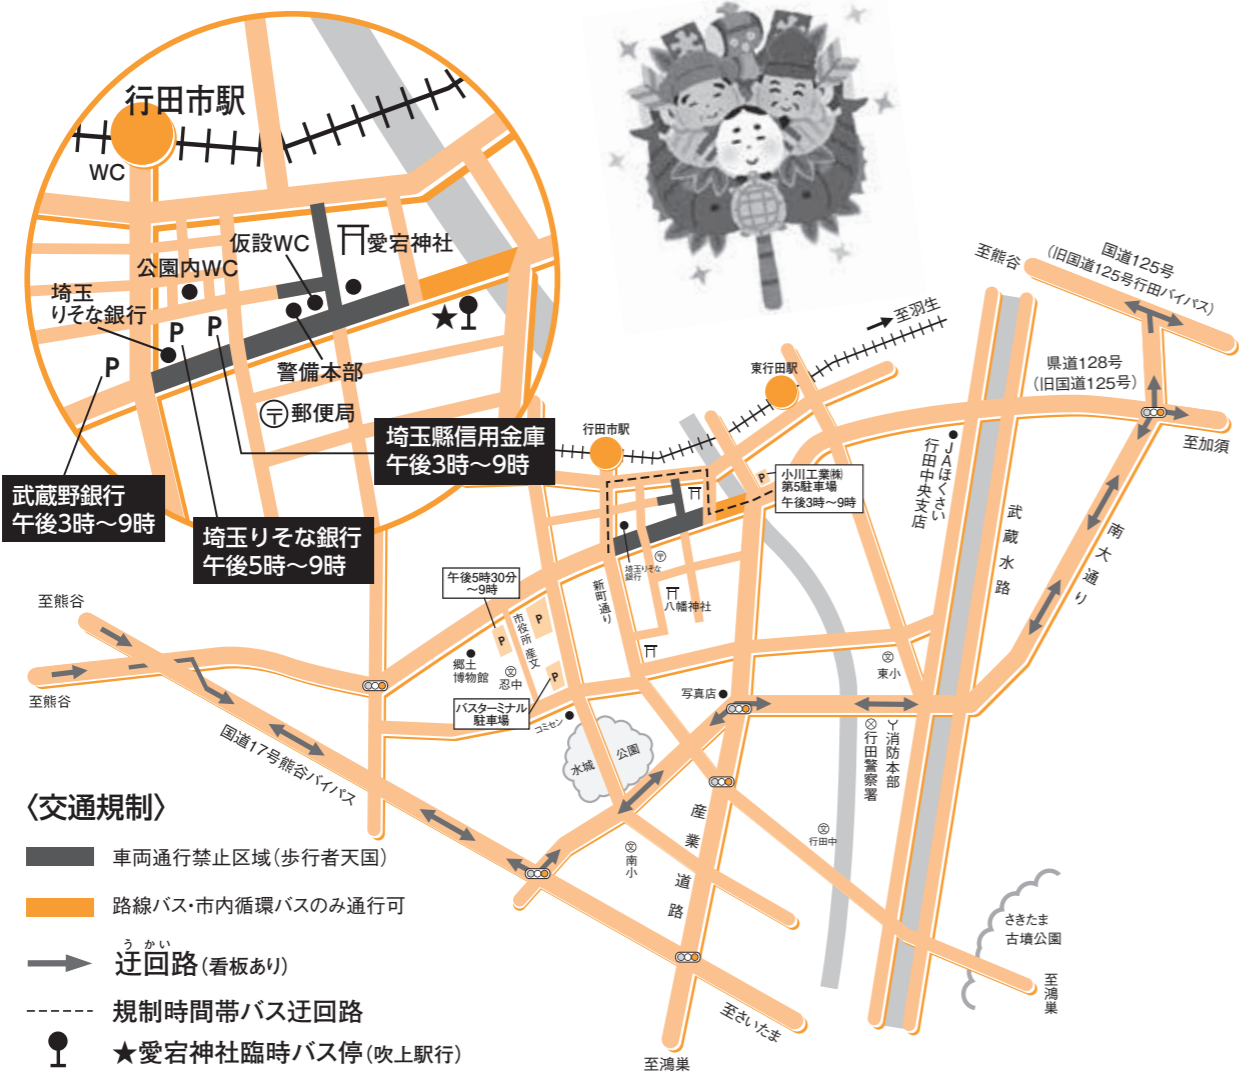 行田市駅
WC
仮設WC
愛宕神社
公園内WC
埼玉
りそな銀行
P
P
P
★
警備本部
〒郵便局
埼玉縣信用金庫
午後3時～9時
武蔵野銀行
午後3時～9時
埼玉りそな銀行
午後5時～9時
至熊谷
国道125号
(旧国道125号行田バイパス)
至羽生
東行田駅
県道128号
(旧国道125号)
至加須
行田市駅
P
小川工業㈱
第5駐車場
午後3時～9時
JAほくさい
行田中央支店
武蔵水路
南大通り
〒
埼玉りそな
銀行
新町通り
八幡神社
午後5時30分
～9時
市役所
産文
P
P
P
郷土
博物館
文
忍中
バスターミナル
駐車場
コミセン
水城
公園
写真店
文
東小
消防本部
行田警察署
至熊谷
至熊谷
国道17号熊谷バイパス
文
南小
産業道路
文
行田中
さきたま
古墳公園
至鴻巣
至さいたま
至鴻巣
〈交通規制〉
車両通行禁止区域(歩行者天国)
路線バス・市内循環バスのみ通行可
うかい
迂回路(看板あり)
規制時間帯バス迂回路
★愛宕神社臨時バス停(吹上駅行)